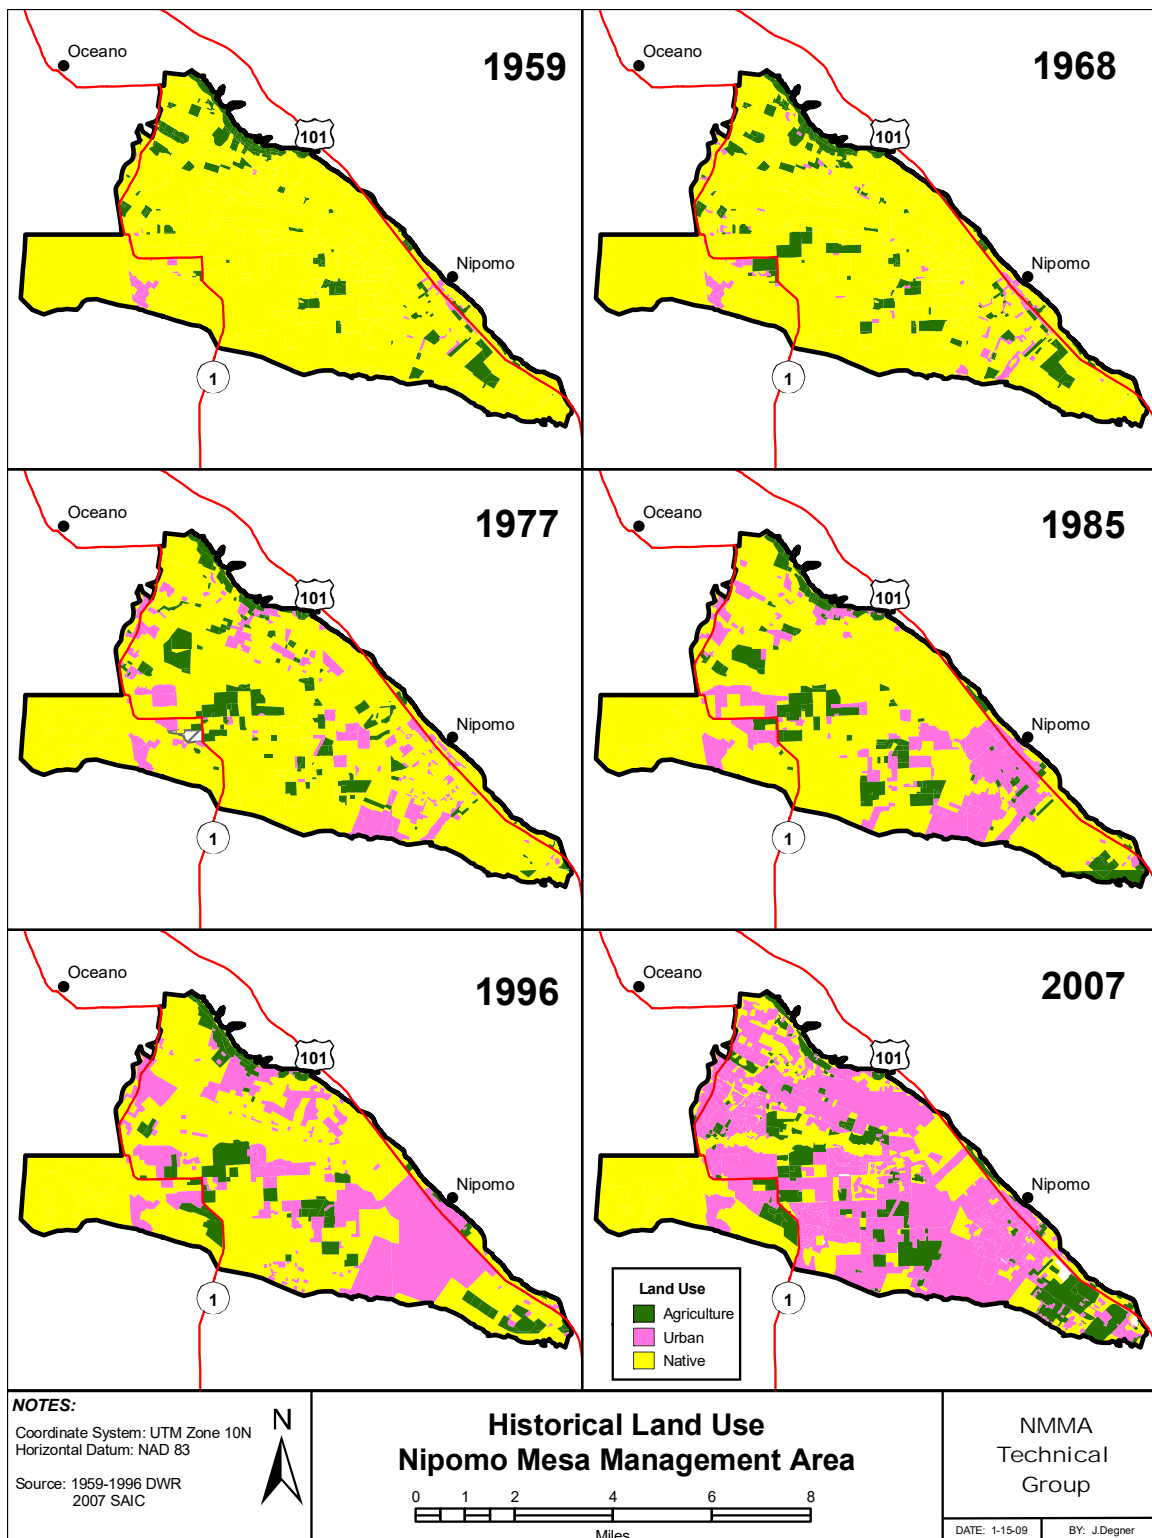 Oceano
1959
101
Nipomo
1
Oceano
1968
101
Nipomo
1
Oceano
1977
101
Nipomo
1
Oceano
1985
101
Nipomo
1
Oceano
1996
101
Nipomo
1
Oceano
2007
101
Nipomo
1
Land Use
Agriculture
Urban
Native
NOTES:
Coordinate System: UTM Zone 10N
Horizontal Datum: NAD 83
Source: 1959-1996 DWR
2007 SAIC
N
Historical Land Use
Nipomo Mesa Management Area
0 1 2 4 6 8
Miles
NMMA
Technical
Group
DATE: 1-15-09 BY: J.Degner